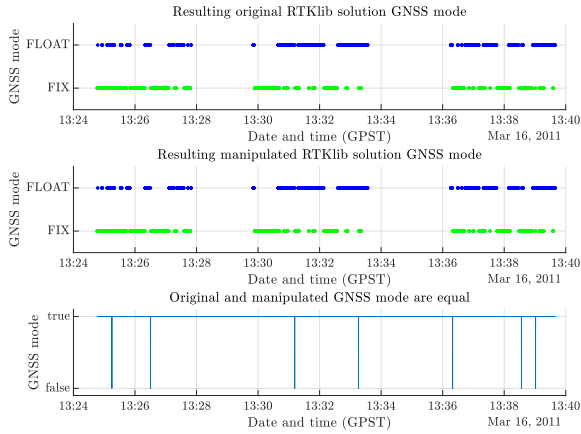 Resulting original RTKlib solution GNSS mode
GNSS mode
FLOAT
FIX
13:24 13:26 13:28 13:30 13:32 13:34 13:36 13:38 13:40
Date and time (GPST)
Mar 16, 2011
Resulting manipulated RTKlib solution GNSS mode
GNSS mode
FLOAT
FIX
13:24 13:26 13:28 13:30 13:32 13:34 13:36 13:38 13:40
Date and time (GPST)
Mar 16, 2011
Original and manipulated GNSS mode are equal
GNSS mode
true
false
13:24 13:26 13:28 13:30 13:32 13:34 13:36 13:38 13:40
Date and time (GPST)
Mar 16, 2011